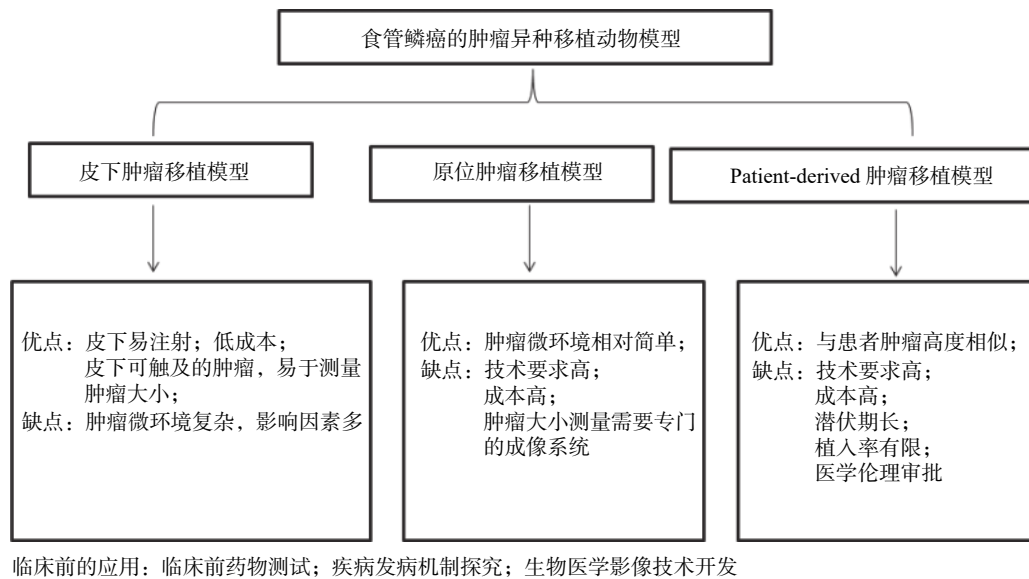 食管鳞癌的肿瘤异种移植动物模型
皮下肿瘤移植模型
原位肿瘤移植模型
Patient-derived 肿瘤移植模型
优点：皮下易注射；低成本；
皮下可触及的肿瘤，易于测量
肿瘤大小；
缺点：肿瘤微环境复杂，影响因素多
优点：肿瘤微环境相对简单；
缺点：技术要求高；
成本高；
肿瘤大小测量需要专门
的成像系统
优点：与患者肿瘤高度相似；
缺点：技术要求高；
成本高；
潜伏期长；
植入率有限；
医学伦理审批
临床前的应用：临床前药物测试；疾病发病机制探究；生物医学影像技术开发